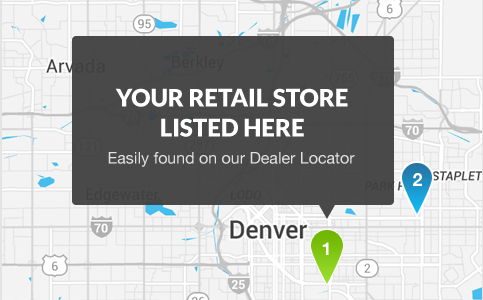 95
Arvada
Berkley
YOUR RETAIL STORE
LISTED HERE
Easily found on our Dealer Locator
70
2
STAPLET
Edgewater
LODO
PARK H
70
Denver
1
6
25
2
6